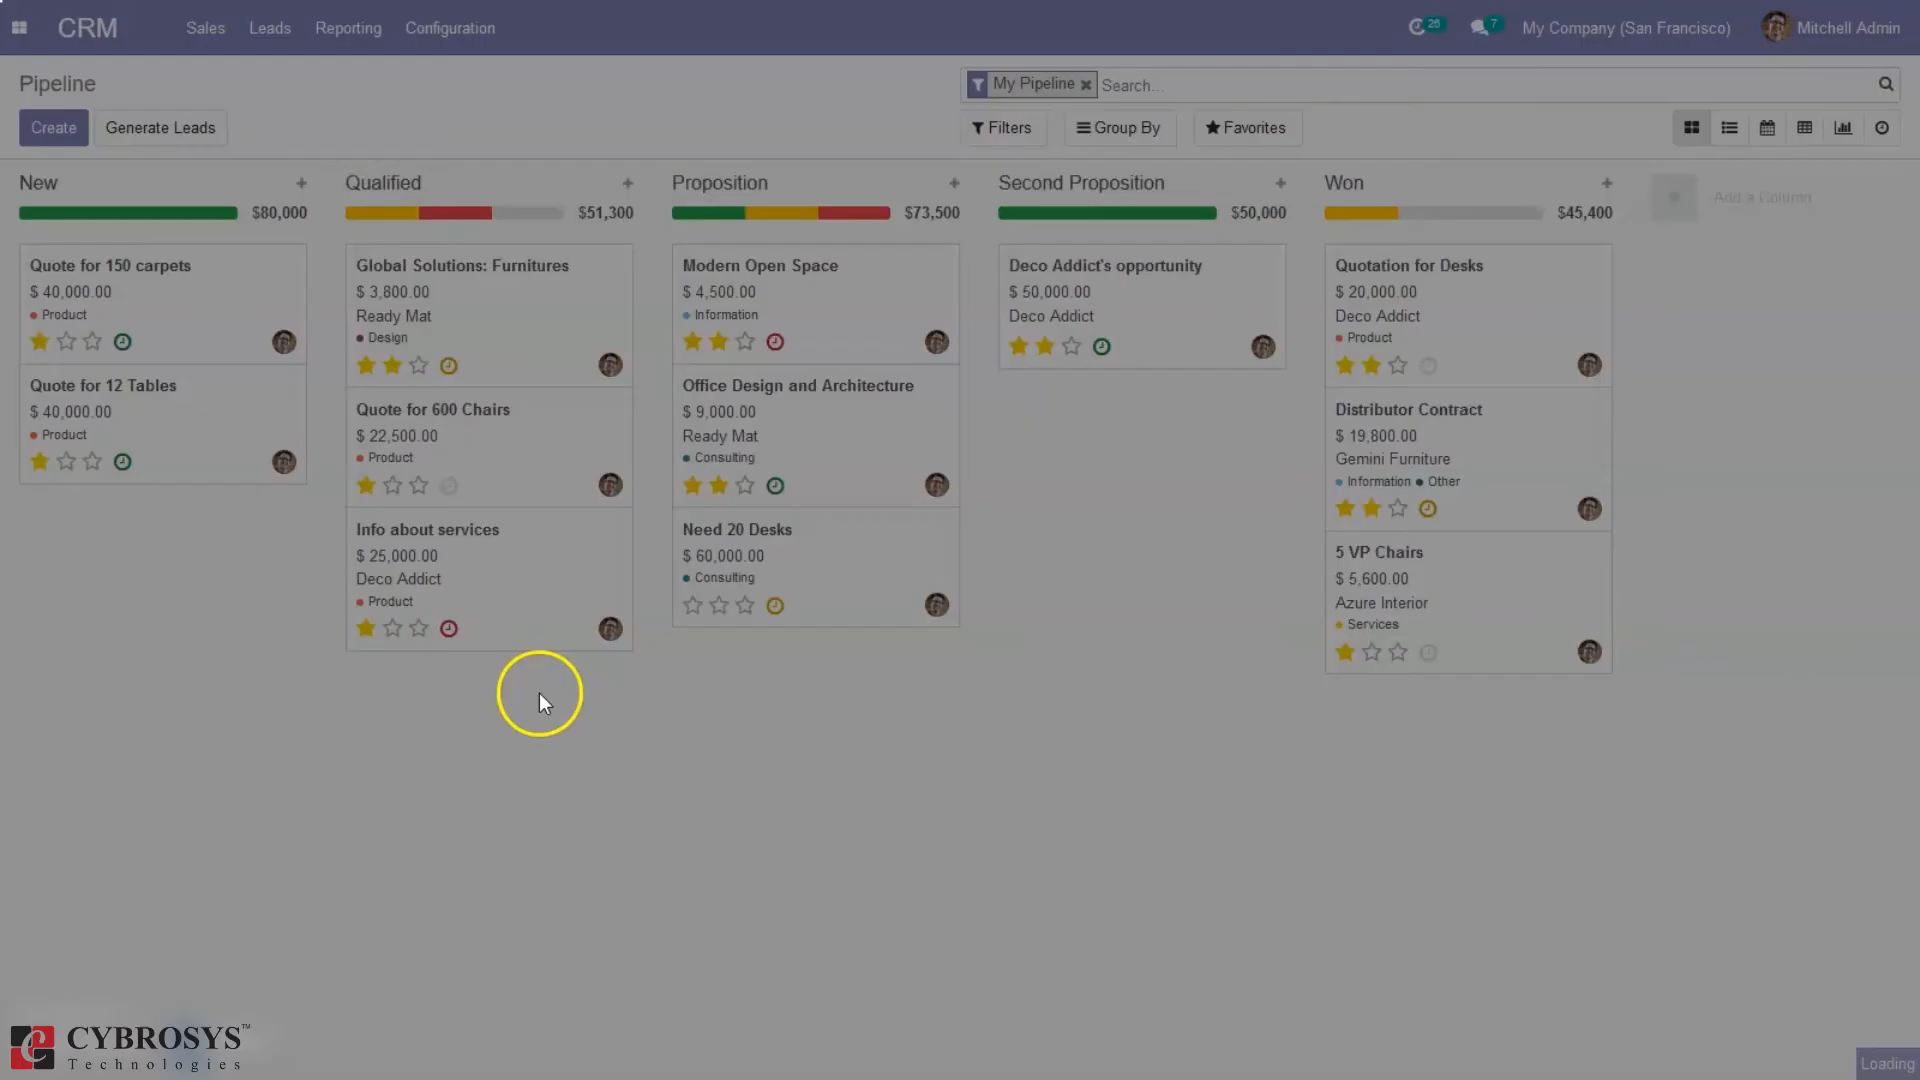 CRM Sales Leads Reporting Configuration 26 7 My Company (San Francisco) Mitchell Admin
Pipeline My Pipeline Search...
Create Generate Leads Filters Group By Favorites
New Qualified Proposition Second Proposition Won Add a Column
$80,000 $51,300 $73,500 $50,000 $45,400
Quote for 150 carpets
$ 40,000.00
Product
Quote for 12 Tables
$ 40,000.00
Product
Global Solutions: Furnitures
$ 3,800.00
Ready Mat
Design
Quote for 600 Chairs
$ 22,500.00
Product
Info about services
$ 25,000.00
Deco Addict
Product
Modern Open Space
$ 4,500.00
Information
Office Design and Architecture
$ 9,000.00
Ready Mat
Consulting
Need 20 Desks
$ 60,000.00
Consulting
Deco Addict's opportunity
$ 50,000.00
Deco Addict
Quotation for Desks
$ 20,000.00
Deco Addict
Product
Distributor Contract
$ 19,800.00
Gemini Furniture
Information Other
5 VP Chairs
$ 5,600.00
Azure Interior
Services
CYBROSYS™
Technologies
Loading